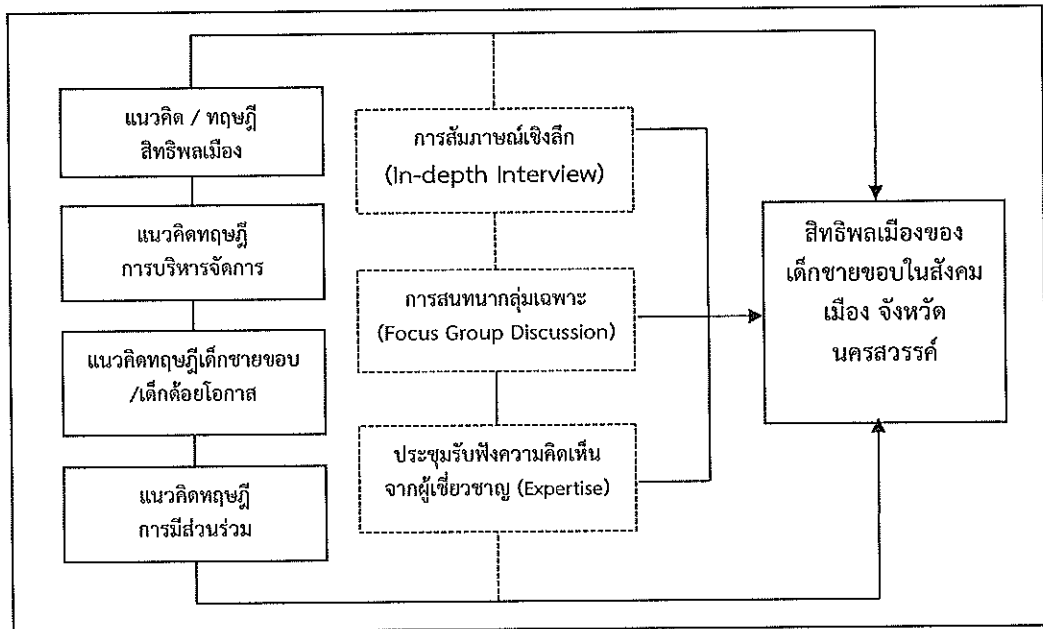 แนวคิด / ทฤษฎี
สิทธิพลเมือง
แนวคิดทฤษฎี
การบริหารจัดการ
แนวคิดทฤษฎีเด็กชายขอบ
/เด็กด้อยโอกาส
แนวคิดทฤษฎี
การมีส่วนร่วม
การสัมภาษณ์เชิงลึก
(In-depth Interview)
การสนทนากลุ่มเฉพาะ
(Focus Group Discussion)
ประชุมรับฟังความคิดเห็น
จากผู้เชี่ยวชาญ (Expertise)
สิทธิพลเมืองของ
เด็กชายขอบในสังคม
เมือง จังหวัด
นครสวรรค์